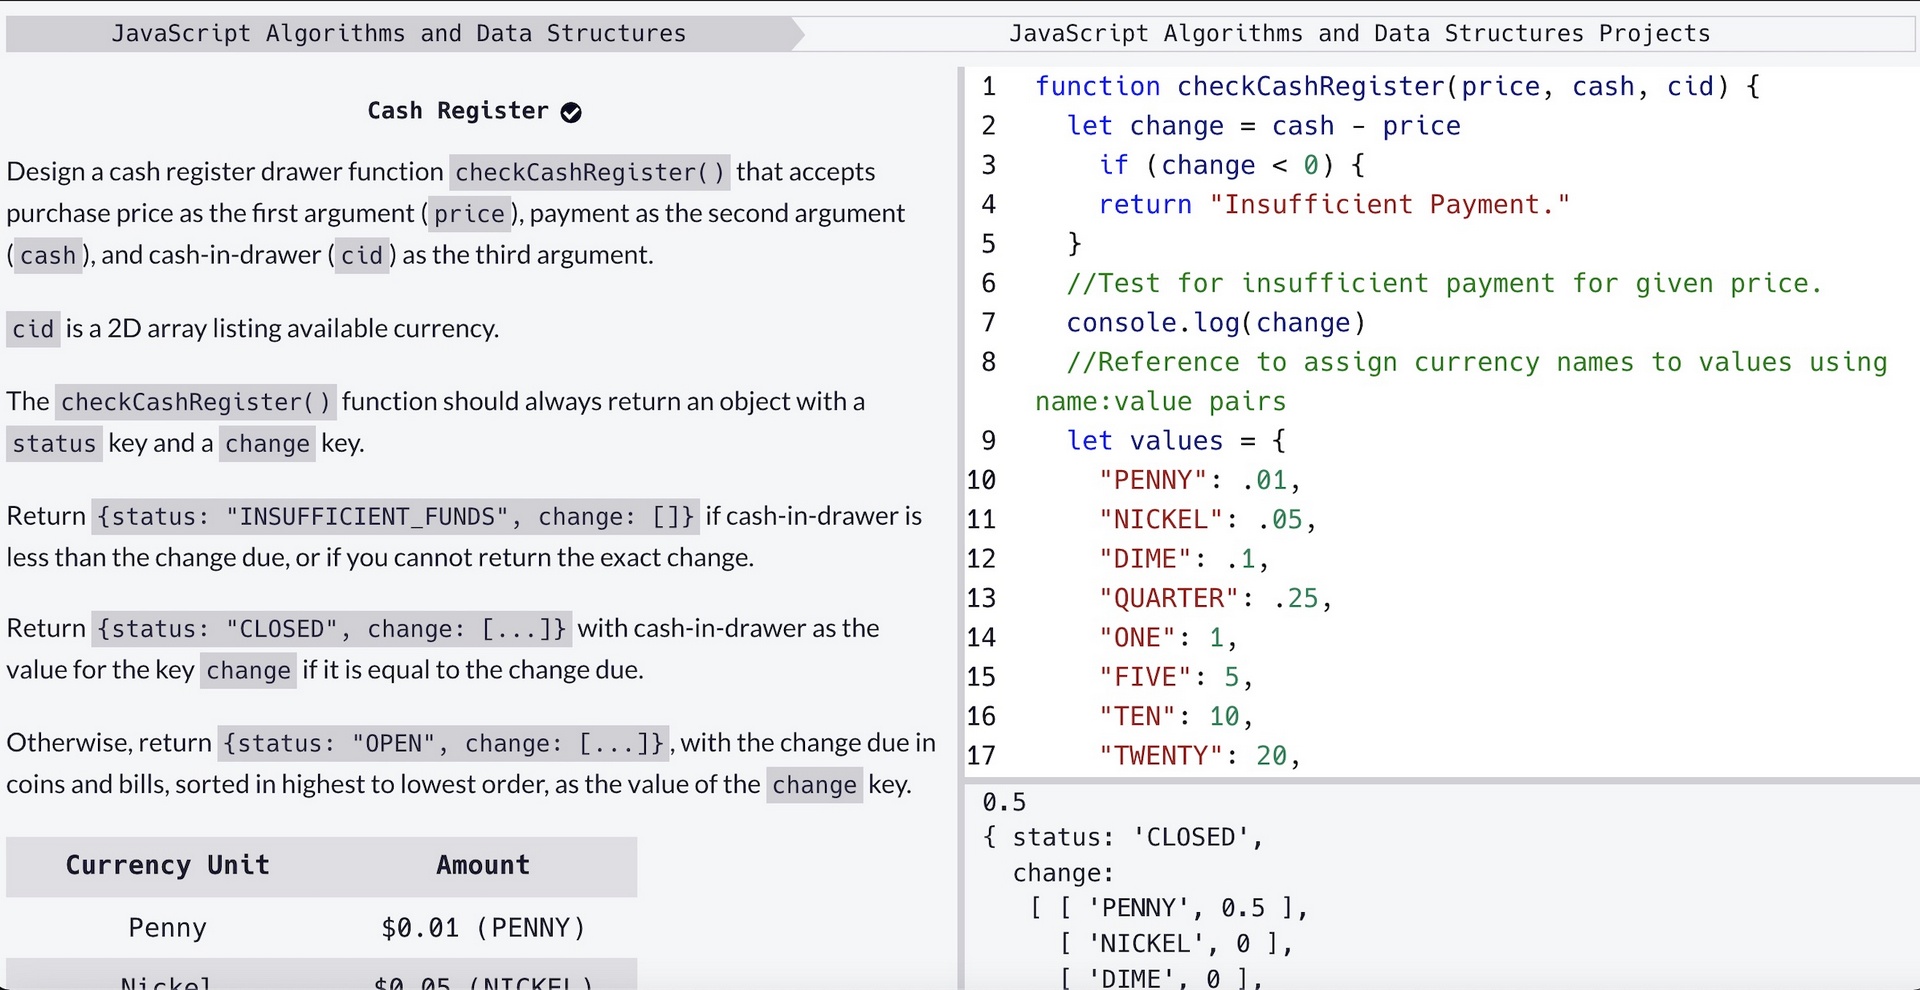 JavaScript Algorithms and Data Structures
JavaScript Algorithms and Data Structures Projects
Cash Register
Design a cash register drawer function checkCashRegister() that accepts
purchase price as the first argument (price), payment as the second argument
(cash), and cash-in-drawer (cid) as the third argument.
cid is a 2D array listing available currency.
The checkCashRegister() function should always return an object with a
status key and a change key.
Return {status: "INSUFFICIENT_FUNDS", change: []} if cash-in-drawer is
less than the change due, or if you cannot return the exact change.
Return {status: "CLOSED", change: [...]} with cash-in-drawer as the
value for the key change if it is equal to the change due.
Otherwise, return {status: "OPEN", change: [...]}, with the change due in
coins and bills, sorted in highest to lowest order, as the value of the change key.
Currency Unit Amount
Penny $0.01 (PENNY)
Nickel $0.05 (NICKEL)
1 function checkCashRegister(price, cash, cid) {
2 let change = cash - price
3 if (change < 0) {
4 return "Insufficient Payment."
5 }
6 //Test for insufficient payment for given price.
7 console.log(change)
8 //Reference to assign currency names to values using
name:value pairs
9 let values = {
10 "PENNY": .01,
11 "NICKEL": .05,
12 "DIME": .1,
13 "QUARTER": .25,
14 "ONE": 1,
15 "FIVE": 5,
16 "TEN": 10,
17 "TWENTY": 20,
0.5
{ status: 'CLOSED',
change:
[ [ 'PENNY', 0.5 ],
[ 'NICKEL', 0 ],
[ 'DIME', 0 ],